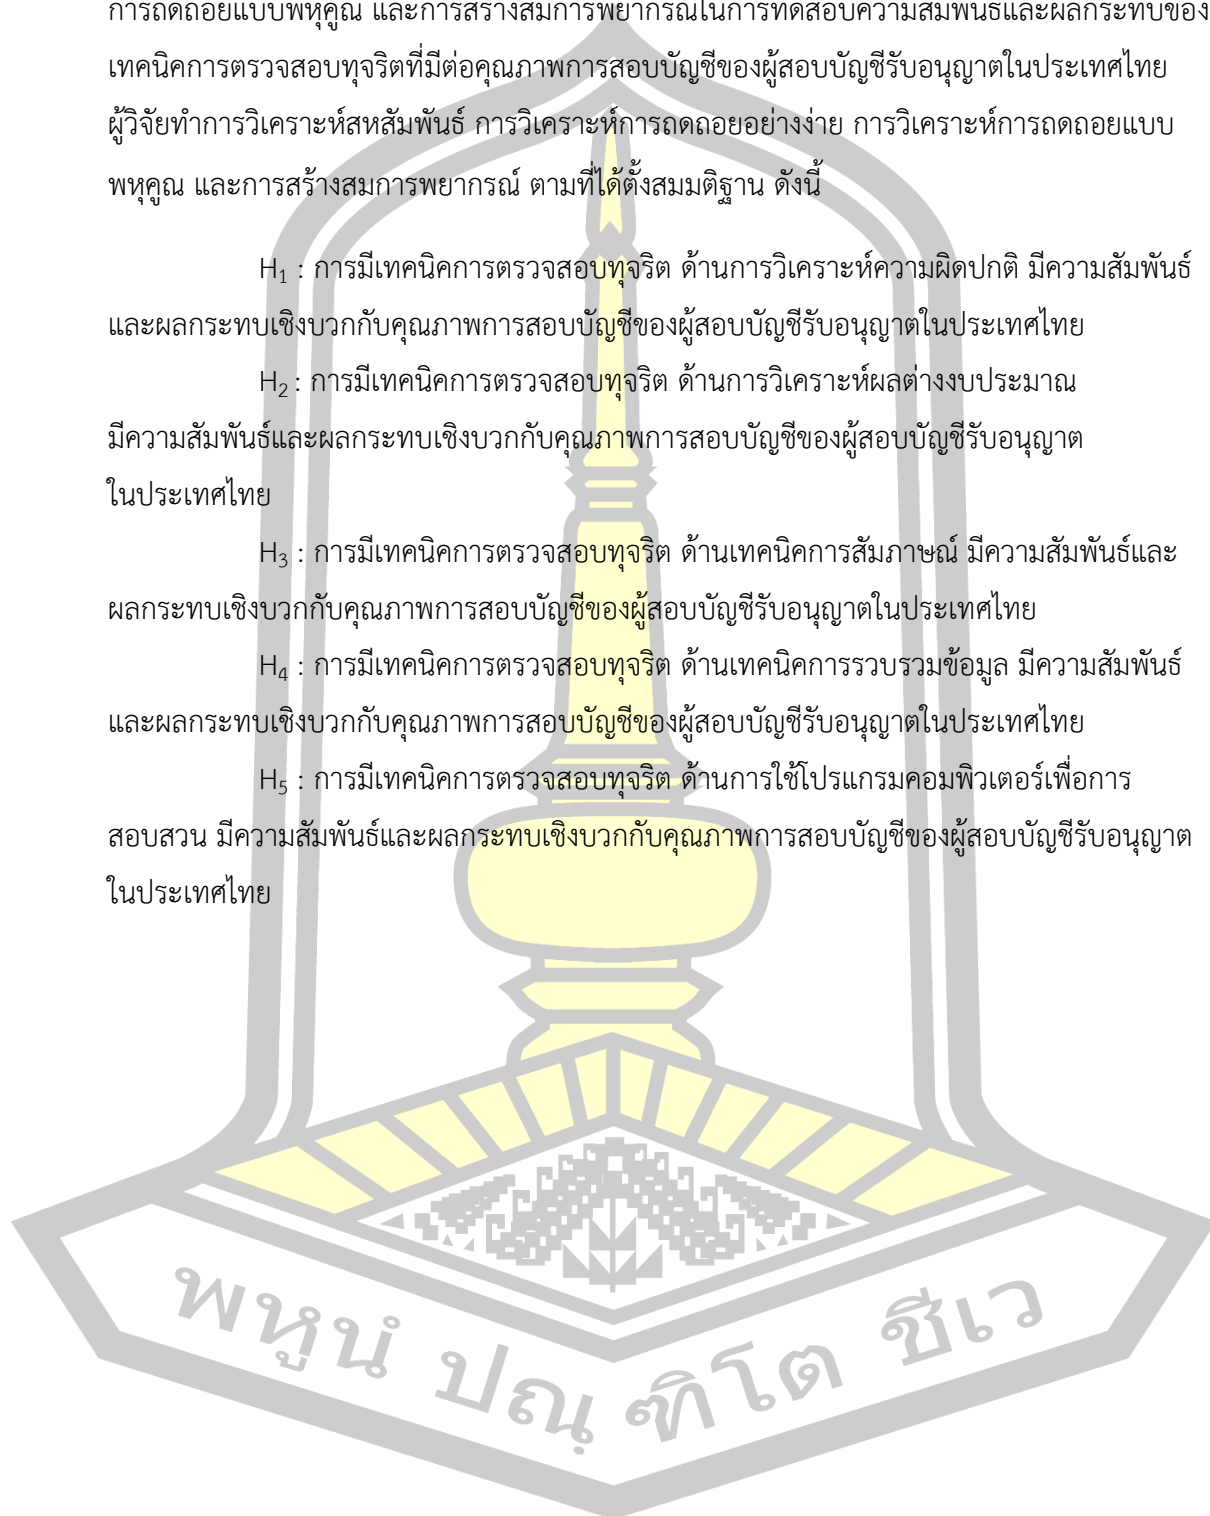 การถดถอยแบบพหุคูณ และการสร้างสมการพยากรณ์ในการทดสอบความสัมพันธ์และผลกระทบของ
เทคนิคการตรวจสอบทุจริตที่มีต่อคุณภาพการสอบบัญชีของผู้สอบบัญชีรับอนุญาตในประเทศไทย
ผู้วิจัยทำการวิเคราะห์สหสัมพันธ์ การวิเคราะห์การถดถอยอย่างง่าย การวิเคราะห์การถดถอยแบบ
พหุคูณ และการสร้างสมการพยากรณ์ ตามที่ได้ตั้งสมมติฐาน ดังนี้
H₁ : การมีเทคนิคการตรวจสอบทุจริต ด้านการวิเคราะห์ความผิดปกติ มีความสัมพันธ์
และผลกระทบเชิงบวกกับคุณภาพการสอบบัญชีของผู้สอบบัญชีรับอนุญาตในประเทศไทย
H₂ : การมีเทคนิคการตรวจสอบทุจริต ด้านการวิเคราะห์ผลต่างงบประมาณ
มีความสัมพันธ์และผลกระทบเชิงบวกกับคุณภาพการสอบบัญชีของผู้สอบบัญชีรับอนุญาต
ในประเทศไทย
H₃ : การมีเทคนิคการตรวจสอบทุจริต ด้านเทคนิคการสัมภาษณ์ มีความสัมพันธ์และ
ผลกระทบเชิงบวกกับคุณภาพการสอบบัญชีของผู้สอบบัญชีรับอนุญาตในประเทศไทย
H₄ : การมีเทคนิคการตรวจสอบทุจริต ด้านเทคนิคการรวบรวมข้อมูล มีความสัมพันธ์
และผลกระทบเชิงบวกกับคุณภาพการสอบบัญชีของผู้สอบบัญชีรับอนุญาตในประเทศไทย
H₅ : การมีเทคนิคการตรวจสอบทุจริต ด้านการใช้โปรแกรมคอมพิวเตอร์เพื่อการ
สอบสวน มีความสัมพันธ์และผลกระทบเชิงบวกกับคุณภาพการสอบบัญชีของผู้สอบบัญชีรับอนุญาต
ในประเทศไทย
พหูนํ ปณฺฑิโต ชีเว